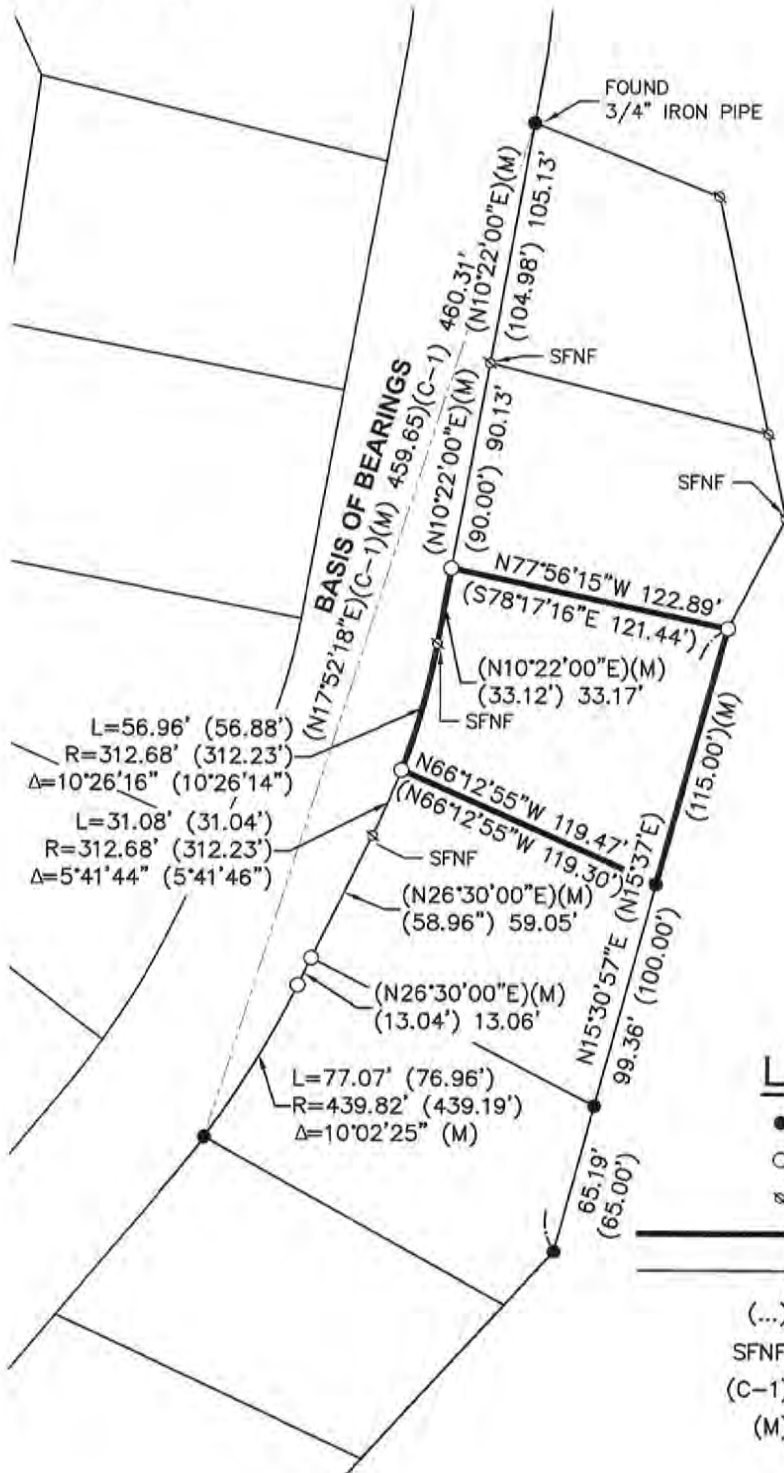 FOUND
3/4" IRON PIPE
(N10°22'00"E)(M)
(104.98') 105.13'
SFNF
BASIS OF BEARINGS
(N17°52'18"E)(C-1)(M) 459.65)(C-1) 460.31'
(N10°22'00"E)(M)
(90.00') 90.13'
SFNF
N77°56'15"W 122.89'
(S78°17'16"E 121.44')
(N10°22'00"E)(M)
(33.12') 33.17'
SFNF
(115.00')(M)
L=56.96' (56.88')
R=312.68' (312.23')
Δ=10°26'16" (10°26'14")
N66°12'55"W 119.47'
(N66°12'55"W 119.30')
L=31.08' (31.04')
R=312.68' (312.23')
Δ=5°41'44" (5°41'46")
SFNF
(N26°30'00"E)(M)
(58.96") 59.05'
N15°30'57"E (N15°37'E)
99.36' (100.00')
(N26°30'00"E)(M)
(13.04') 13.06'
L=77.07' (76.96')
R=439.82' (439.19')
Δ=10°02'25" (M)
65.19'
(65.00')
L
(...)
SFNF
(C-1)
(M)